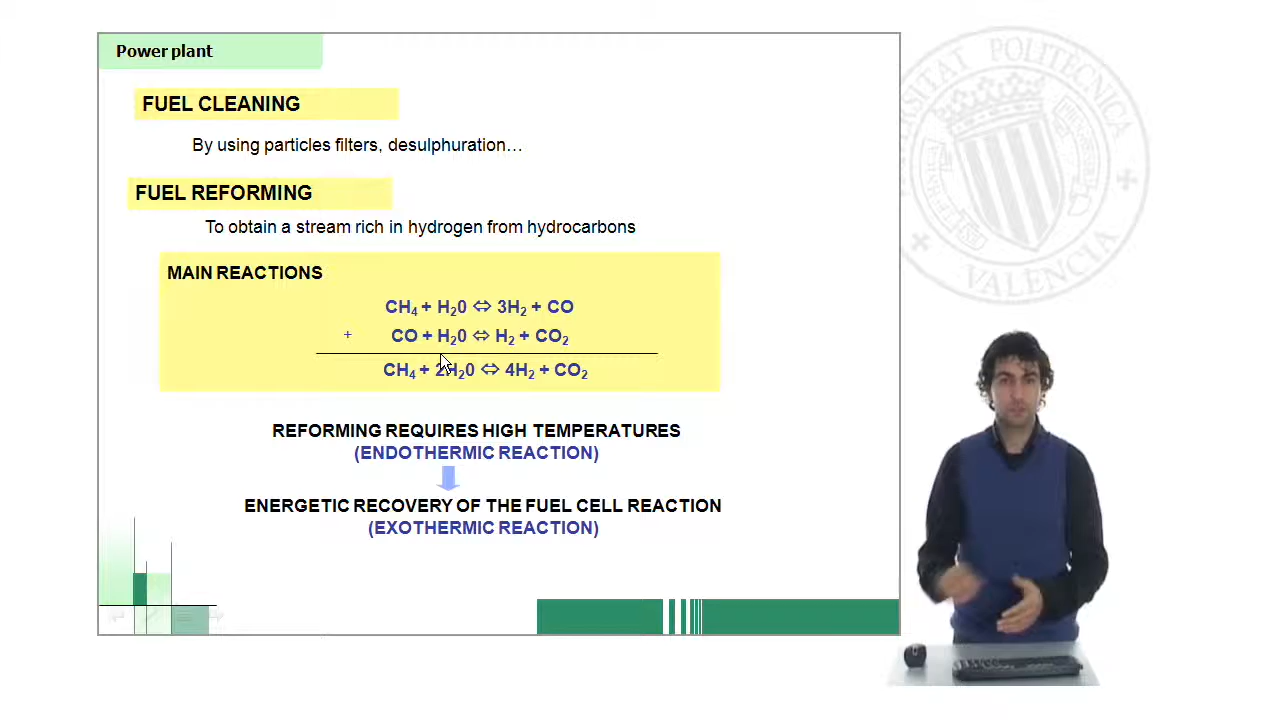 Power plant
FUEL CLEANING
By using particles filters, desulphuration…
FUEL REFORMING
To obtain a stream rich in hydrogen from hydrocarbons
MAIN REACTIONS
CH₄ + H₂0 ⇔ 3H₂ + CO
+ CO + H₂0 ⇔ H₂ + CO₂
CH₄ + 2H₂0 ⇔ 4H₂ + CO₂
REFORMING REQUIRES HIGH TEMPERATURES
(ENDOTHERMIC REACTION)
ENERGETIC RECOVERY OF THE FUEL CELL REACTION
(EXOTHERMIC REACTION)
POLITECNICA
VALENCIA